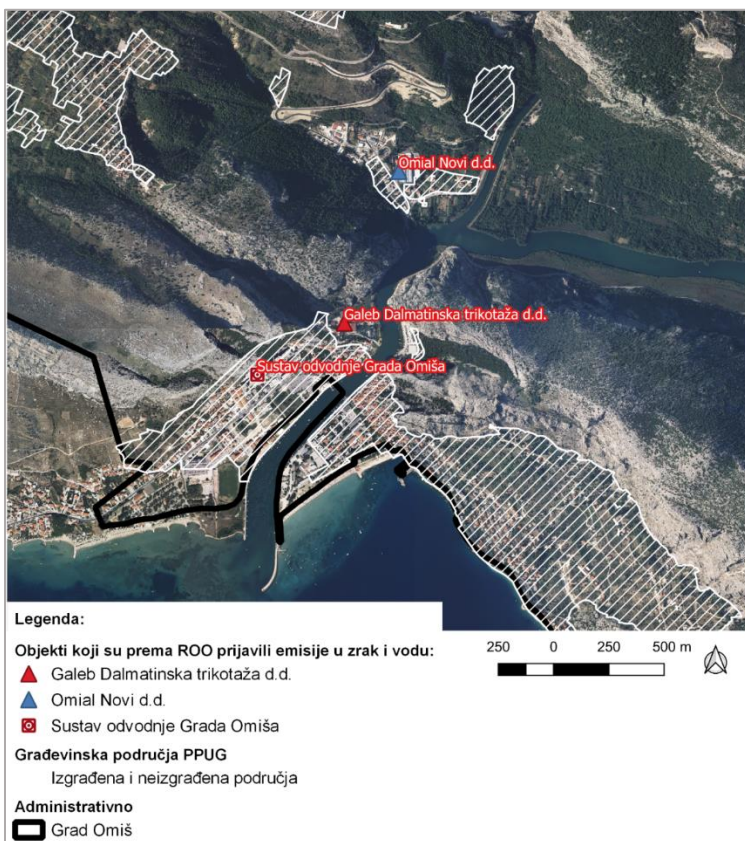 Omial Novi d.d.
Galeb Dalmatinska trikotaža d.d.
Sustav odvodnje Grada Omiša
Legenda:
Objekti koji su prema ROO prijavili emisije u zrak i vodu:
Galeb Dalmatinska trikotaža d.d.
Omial Novi d.d.
Sustav odvodnje Grada Omiša
Građevinska područja PPUG
Izgrađena i neizgrađena područja
Administrativno
Grad Omiš
250 0 250 500 m